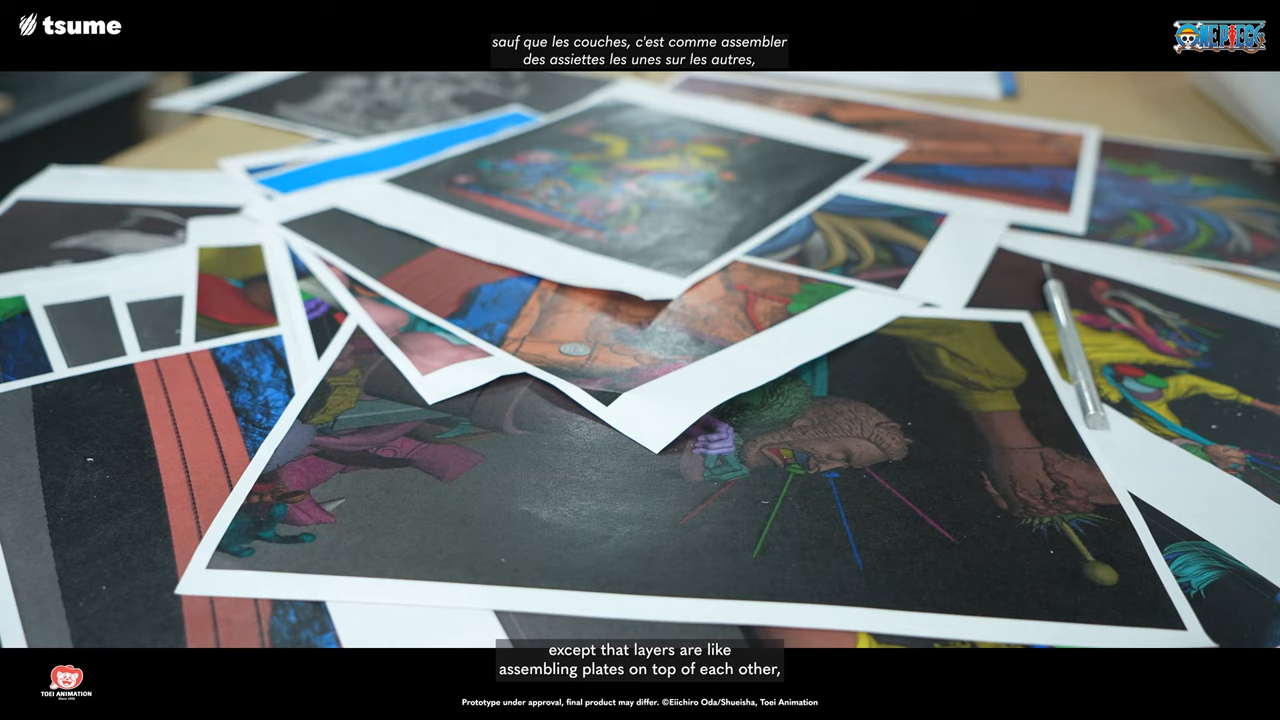 tsume
ONE PIECE
sauf que les couches, c'est comme assembler
des assiettes les unes sur les autres,
except that layers are like
assembling plates on top of each other,
TOEI ANIMATION
Since 1956
Prototype under approval, final product may differ. ©Eiichiro Oda/Shueisha, Toei Animation